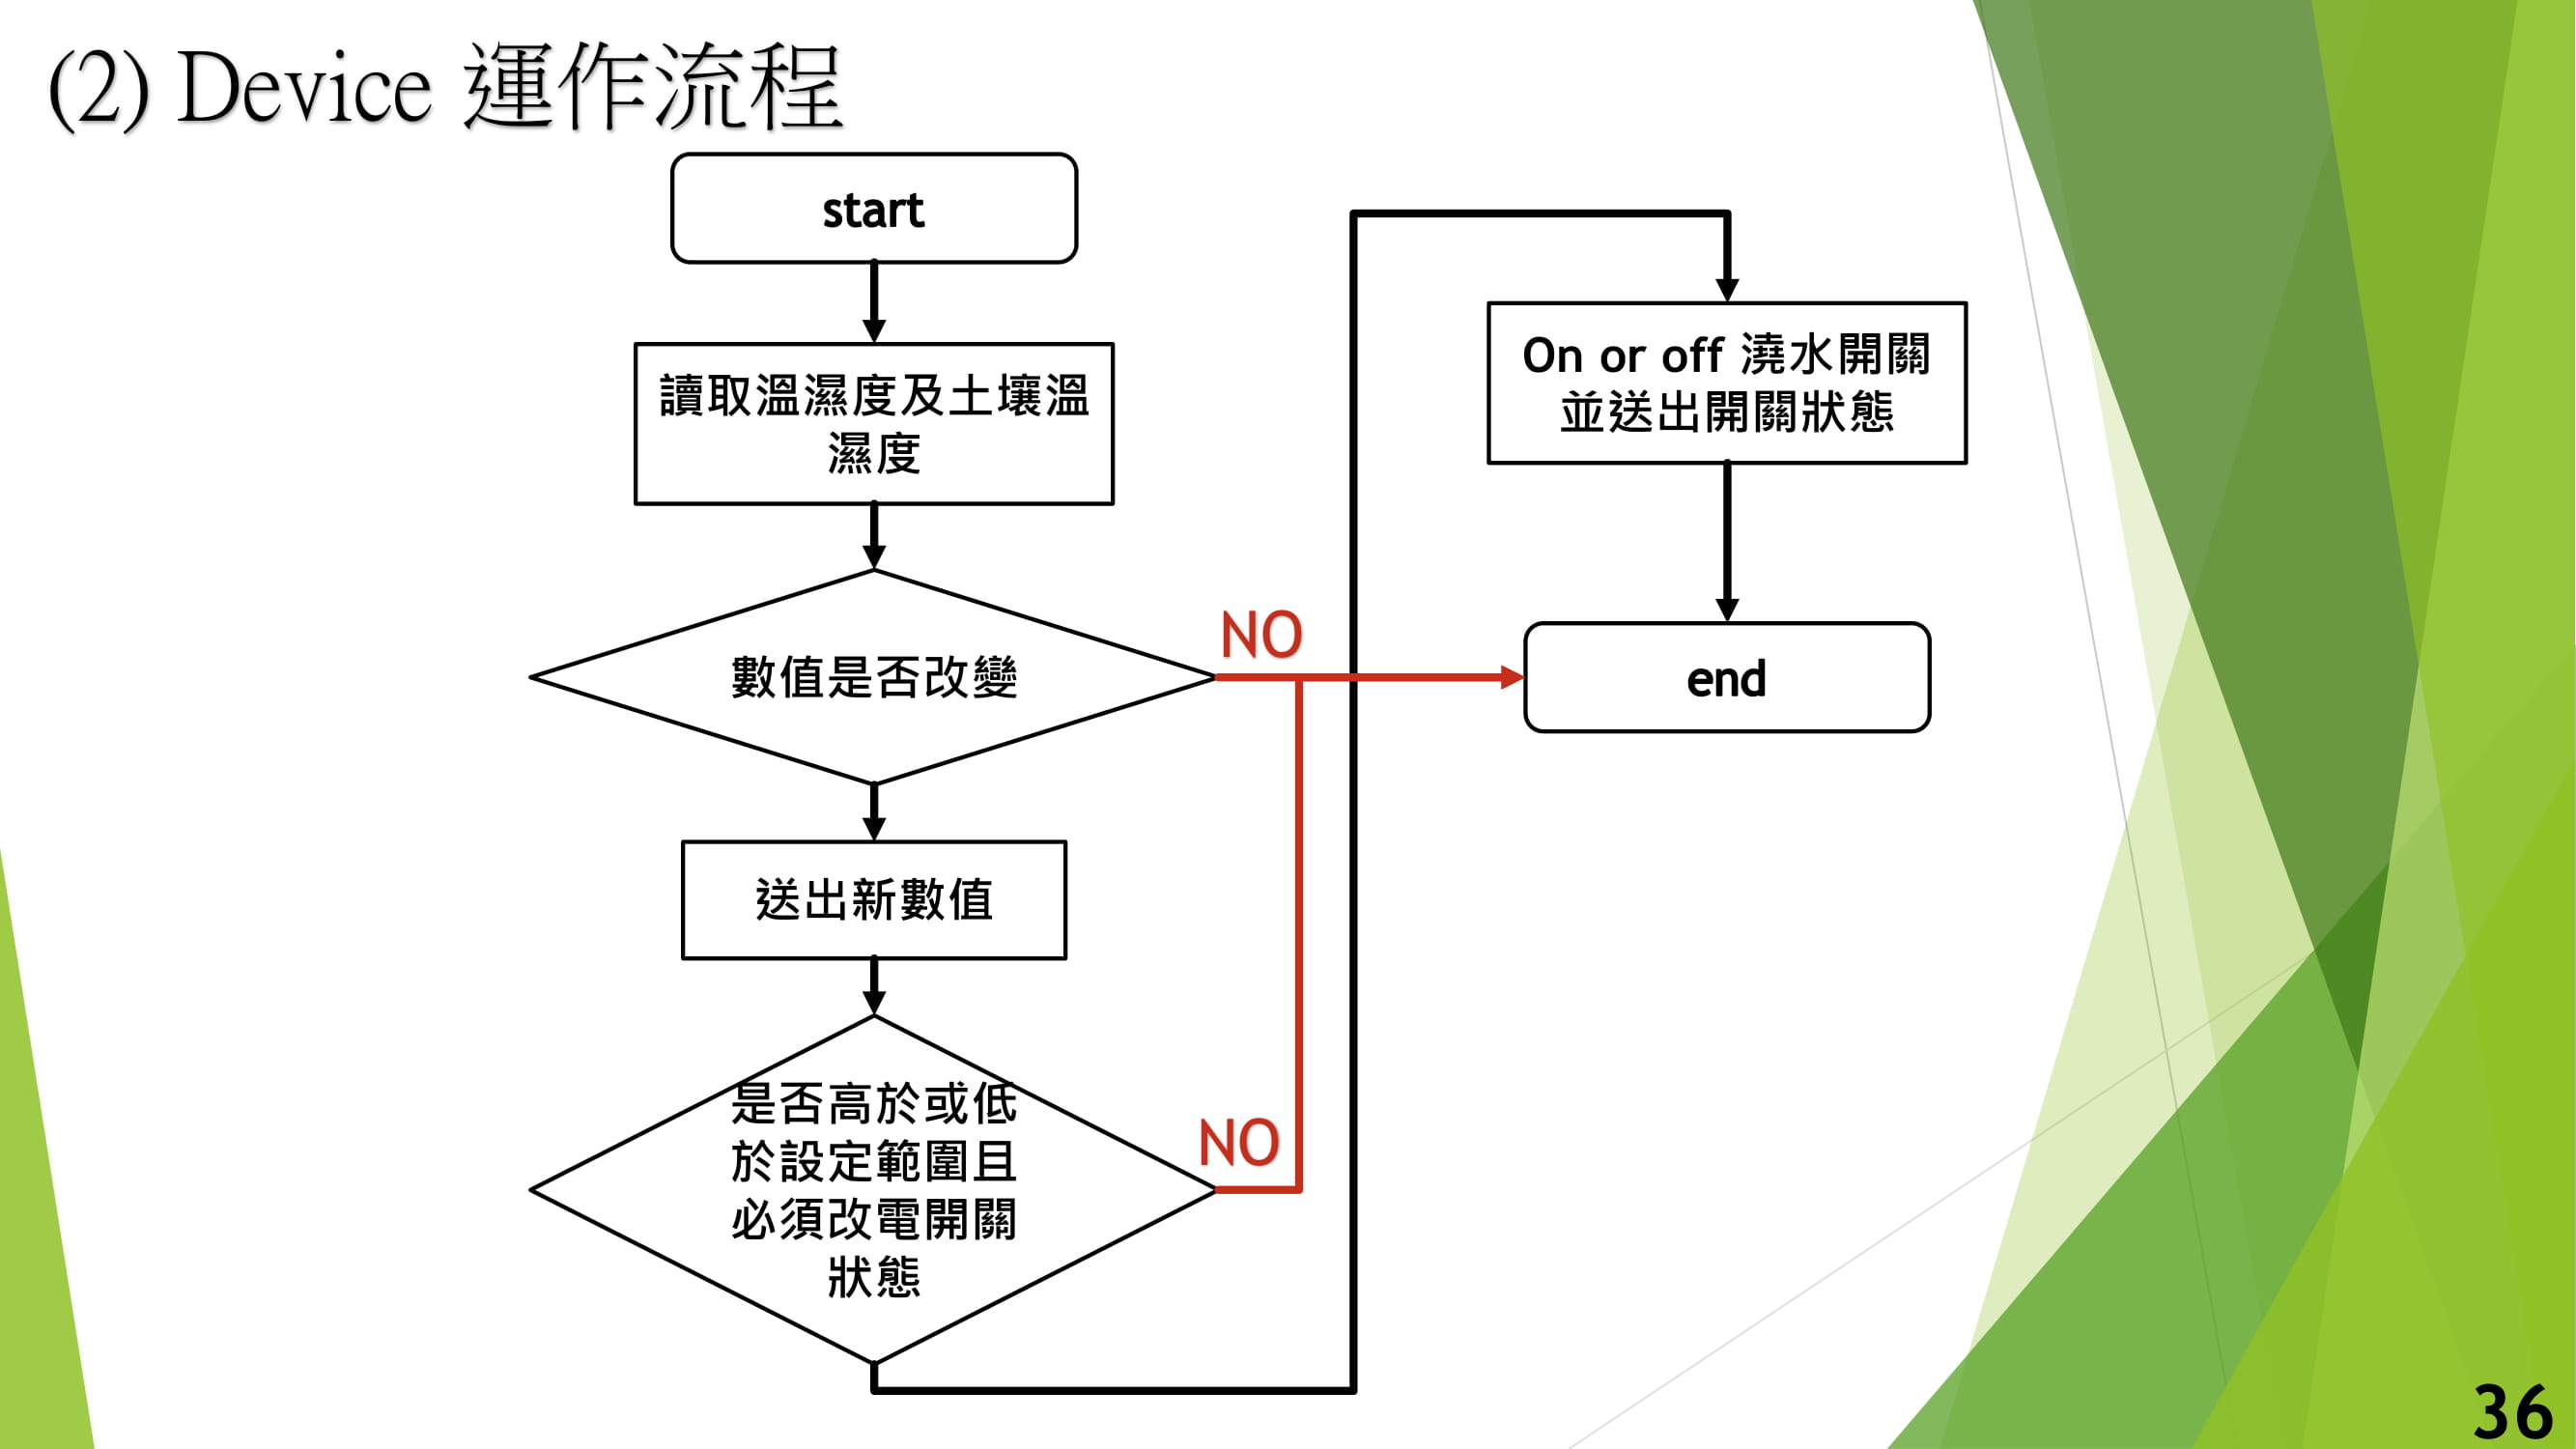 (2) Device 運作流程
start
讀取溫濕度及土壤溫
濕度
數值是否改變
NO
送出新數值
是否高於或低
於設定範圍且
必須改電開關
狀態
NO
On or off 澆水開關
並送出開關狀態
end
36